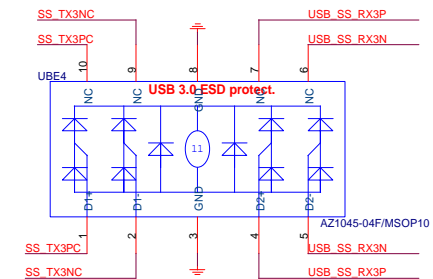 SS_TX3NC
USB_SS_RX3P
SS_TX3PC
USB_SS_RX3N
10
9
8
7
6
UBE4
USB 3.0 ESD protect.
NC
NC
GND
NC
NC
11
D1+
D1-
GND
D2+
D2-
AZ1045-04F/MSOP10
1
2
3
4
5
SS_TX3PC
USB_SS_RX3N
SS_TX3NC
USB_SS_RX3P